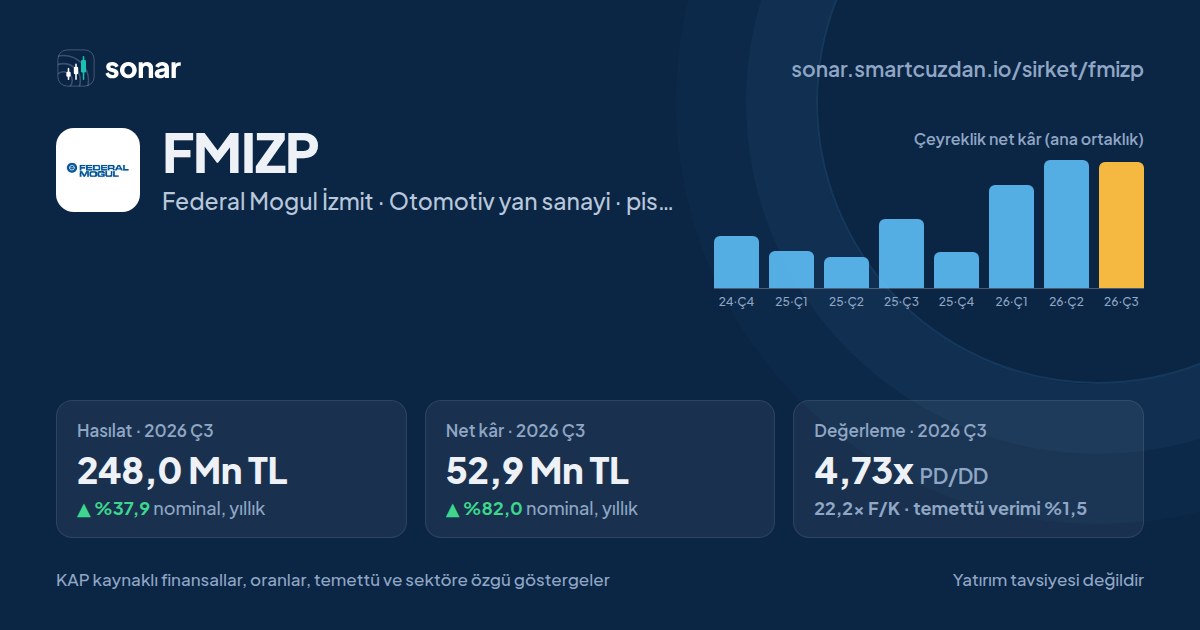 sonar
sonar.smartcuzdan.io/sirket/fmizp
FEDERAL
MOGUL
FMIZP
Federal Mogul İzmit · Otomotiv yan sanayi · pis...
Çeyreklik net kâr (ana ortaklık)
24·Ç4 25·Ç1 25·Ç2 25·Ç3 25·Ç4 26·Ç1 26·Ç2 26·Ç3
Hasılat · 2026 Ç3
248,0 Mn TL
▲ %37,9 nominal, yıllık
Net kâr · 2026 Ç3
52,9 Mn TL
▲ %82,0 nominal, yıllık
Değerleme · 2026 Ç3
4,73x PD/DD
22,2× F/K · temettü verimi %1,5
KAP kaynaklı finansallar, oranlar, temettü ve sektöre özgü göstergeler
Yatırım tavsiyesi değildir